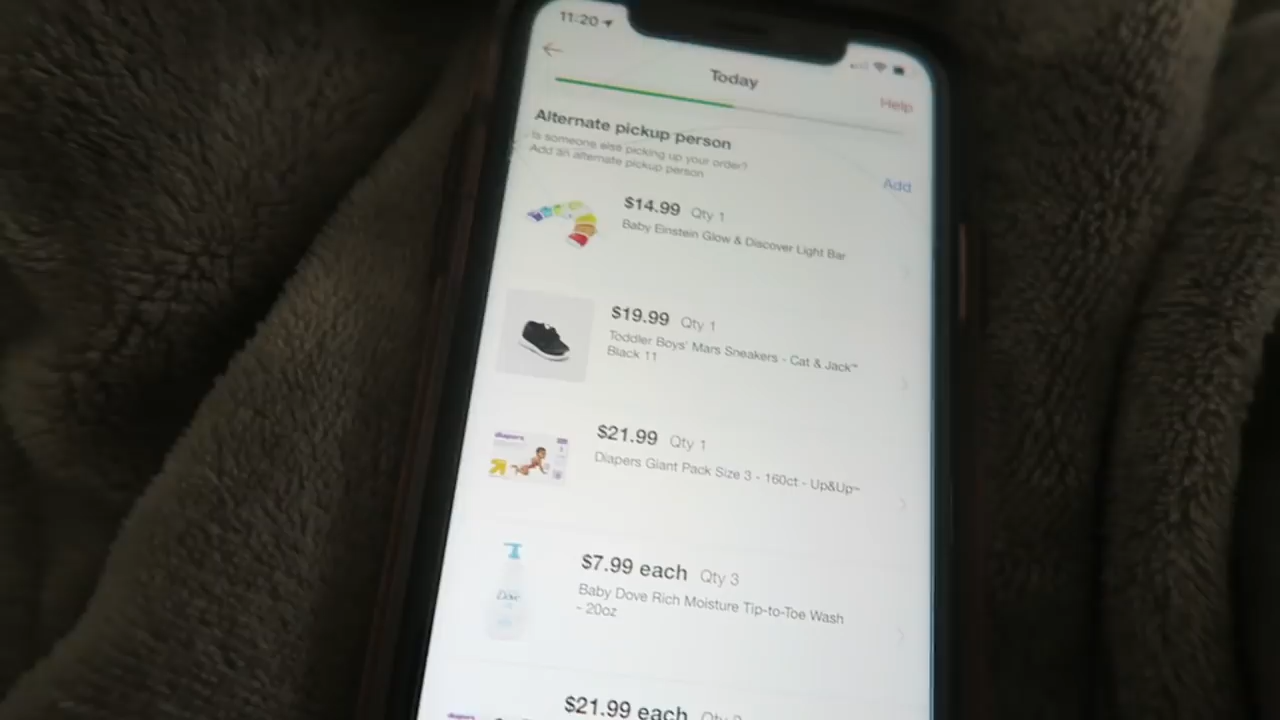 11:20
Today
Help
Alternate pickup person
Is someone else picking up your order?
Add an alternate pickup person
Add
$14.99 Qty 1
Baby Einstein Glow & Discover Light Bar
$19.99 Qty 1
Toddler Boys' Mars Sneakers - Cat & Jack™
Black 11
$21.99 Qty 1
diapers
Diapers Giant Pack Size 3 - 160ct - Up&Up™
$7.99 each Qty 3
Baby Dove Rich Moisture Tip-to-Toe Wash
- 20oz
Dove
$21.99 each Qty